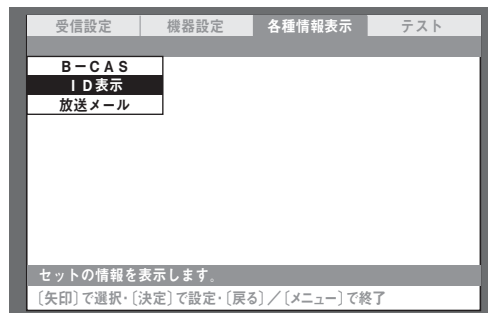 受信設定 機器設定 各種情報表示 テスト
B－CAS
ID表示
放送メール
セットの情報を表示します。
〔矢印〕で選択・〔決定〕で設定・〔戻る〕／〔メニュー〕で終了